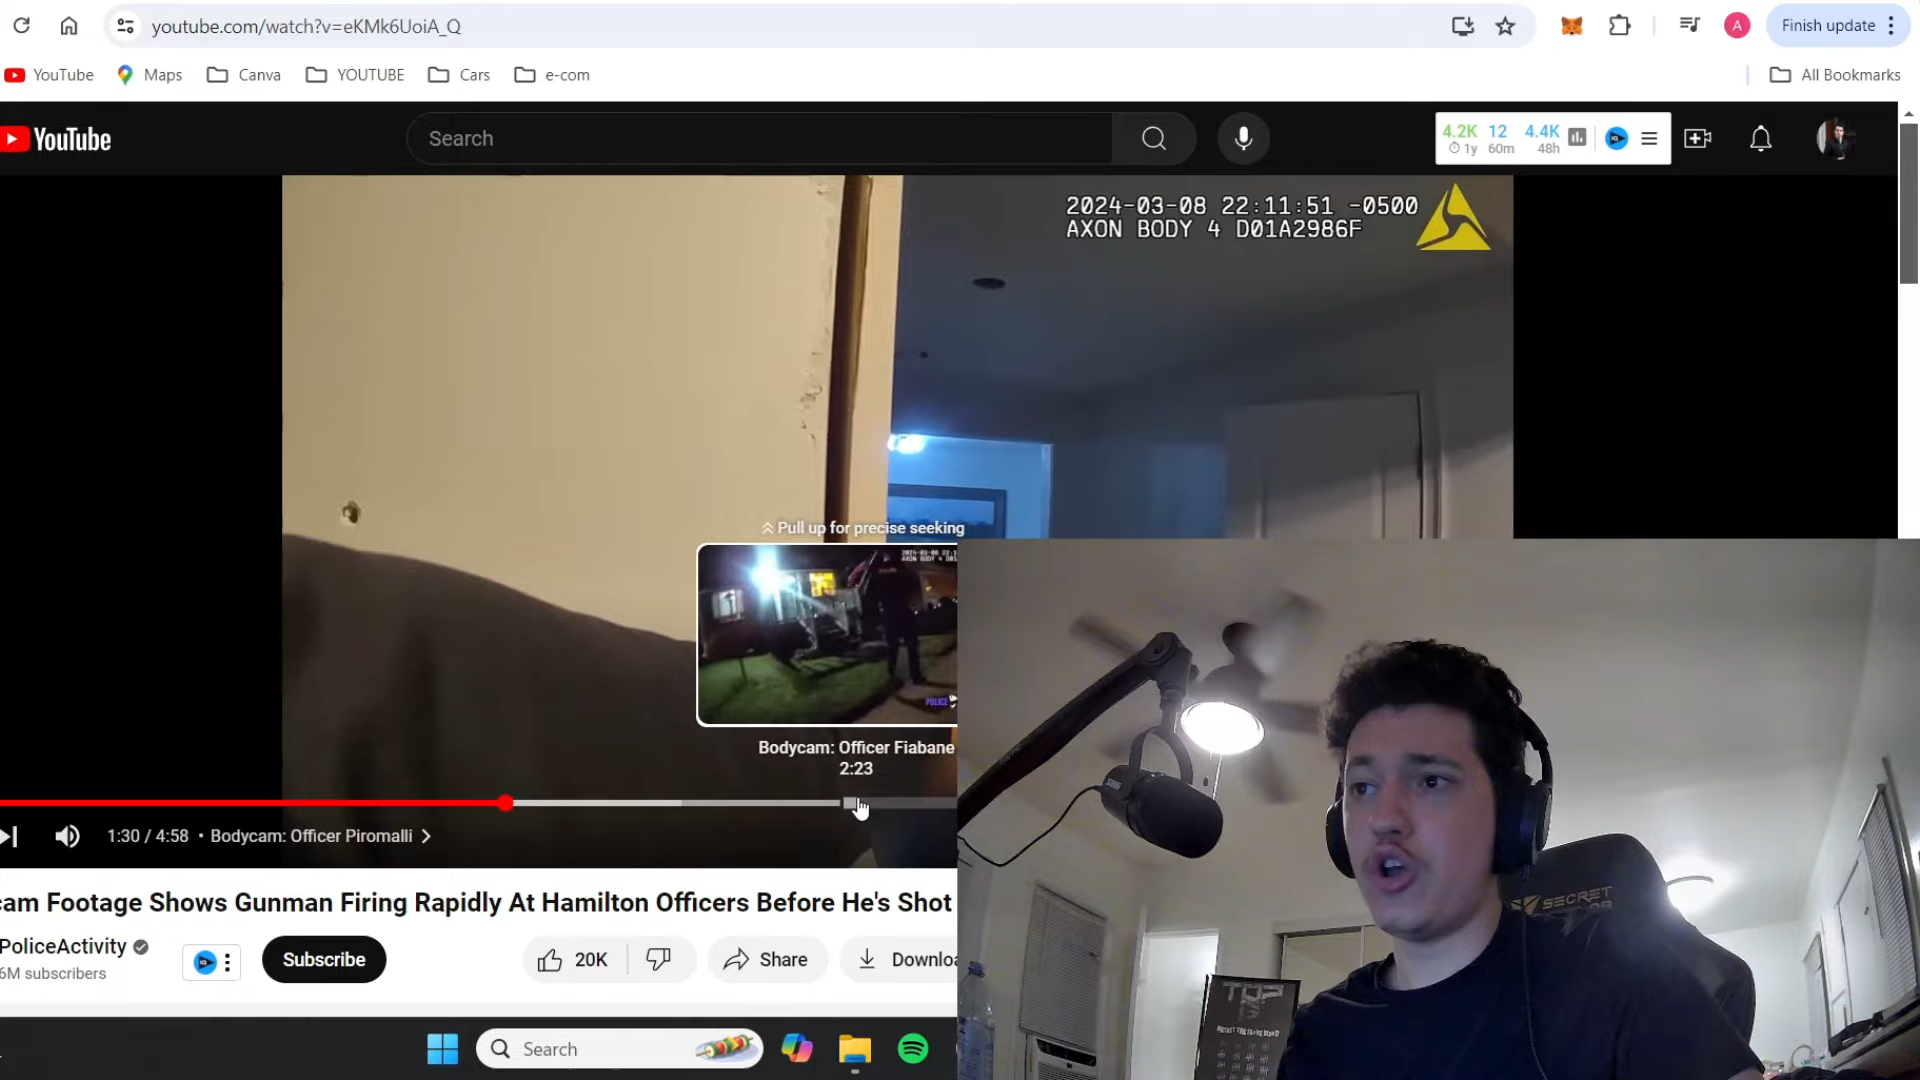 youtube.com/watch?v=eKMk6UoiA_Q
A
Finish update
YouTube
Maps
Canva
YOUTUBE
Cars
e-com
All Bookmarks
YouTube
Search
4.2K 12 4.4K
1y 60m 48h
2024-03-08 22:11:51 -0500
AXON BODY 4 D01A2986F
Pull up for precise seeking
POLICE
Bodycam: Officer Fiabane
2:23
1:30 / 4:58 • Bodycam: Officer Piromalli
cam Footage Shows Gunman Firing Rapidly At Hamilton Officers Before He's Shot
PoliceActivity
6M subscribers
Subscribe
20K
Share
Downloa
Search
SECRET